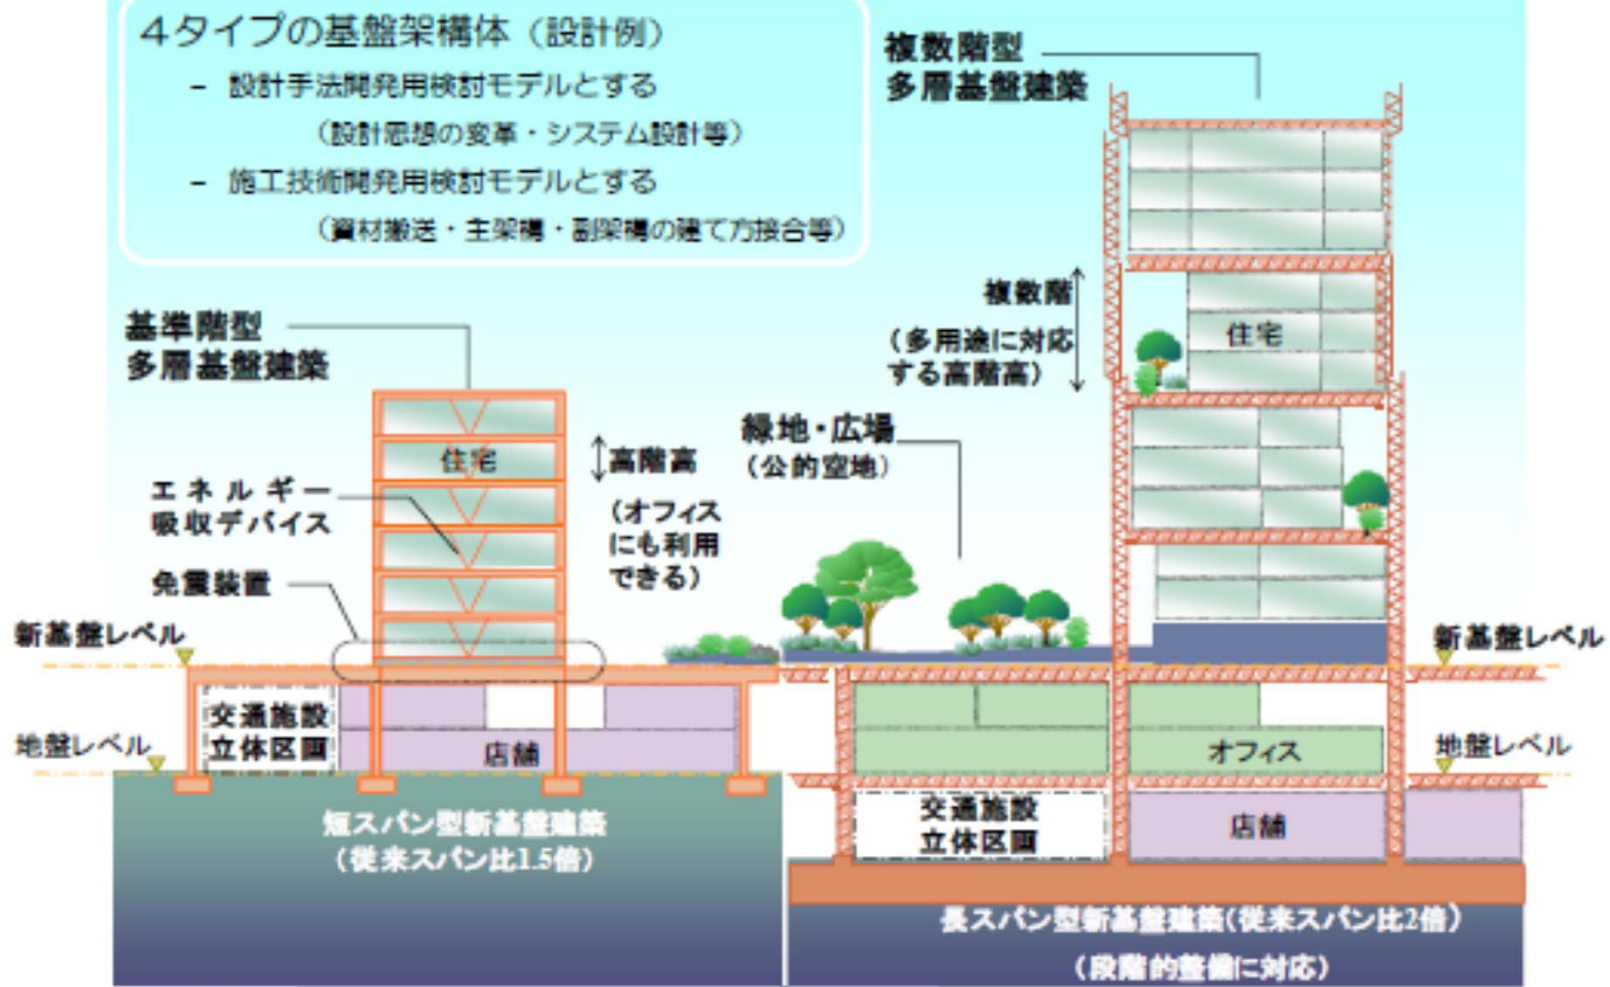 4タイプの基盤架構体（設計例）
－ 設計手法開発用検討モデルとする
（設計思想の変革・システム設計等）
－ 施工技術開発用検討モデルとする
（資材搬送・主架構・副架構の建て方接合等）
複数階型
多層基盤建築
基準階型
多層基盤建築
複数階
（多用途に対応
する高階高）
住宅
緑地・広場
（公的空地）
住宅
高階高
（オフィス
にも利用
できる）
エネルギー
吸収デバイス
免震装置
新基盤レベル
新基盤レベル
交通施設
立体区画
店舗
地盤レベル
オフィス
地盤レベル
交通施設
立体区画
店舗
短スパン型新基盤建築
（従来スパン比1.5倍）
長スパン型新基盤建築（従来スパン比2倍）
（段階的整備に対応）